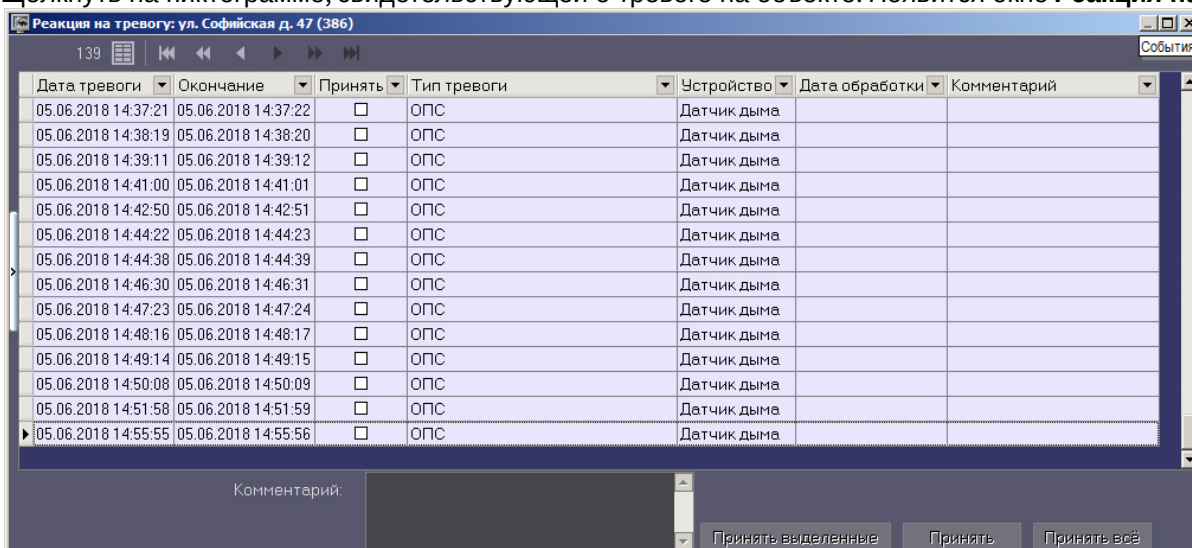 Щелкнуть на пиктограмме, свидетельствующей о тревоге на объекте. Появится окно
Реакция на тревогу: ул. Софийская д. 47 (386)
139
События
Дата тревоги Окончание Принять Тип тревоги Устройство Дата обработки Комментарий
05.06.2018 14:37:21 05.06.2018 14:37:22 ОПС Датчик дыма
05.06.2018 14:38:19 05.06.2018 14:38:20 ОПС Датчик дыма
05.06.2018 14:39:11 05.06.2018 14:39:12 ОПС Датчик дыма
05.06.2018 14:41:00 05.06.2018 14:41:01 ОПС Датчик дыма
05.06.2018 14:42:50 05.06.2018 14:42:51 ОПС Датчик дыма
05.06.2018 14:44:22 05.06.2018 14:44:23 ОПС Датчик дыма
05.06.2018 14:44:38 05.06.2018 14:44:39 ОПС Датчик дыма
05.06.2018 14:46:30 05.06.2018 14:46:31 ОПС Датчик дыма
05.06.2018 14:47:23 05.06.2018 14:47:24 ОПС Датчик дыма
05.06.2018 14:48:16 05.06.2018 14:48:17 ОПС Датчик дыма
05.06.2018 14:49:14 05.06.2018 14:49:15 ОПС Датчик дыма
05.06.2018 14:50:08 05.06.2018 14:50:09 ОПС Датчик дыма
05.06.2018 14:51:58 05.06.2018 14:51:59 ОПС Датчик дыма
05.06.2018 14:55:55 05.06.2018 14:55:56 ОПС Датчик дыма
Комментарий:
Принять выделенные Принять Принять всё